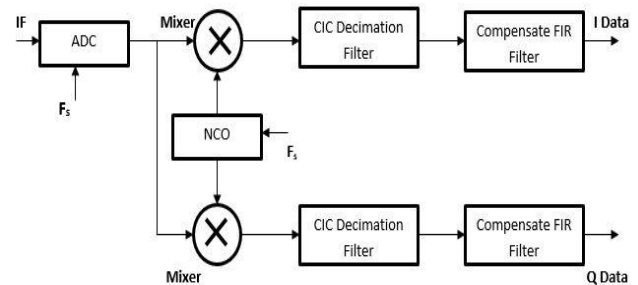 IF
ADC
Mixer
CIC Decimation
Filter
Compensate FIR
Filter
I Data
Fs
NCO
Fs
CIC Decimation
Filter
Compensate FIR
Filter
Mixer
Q Data